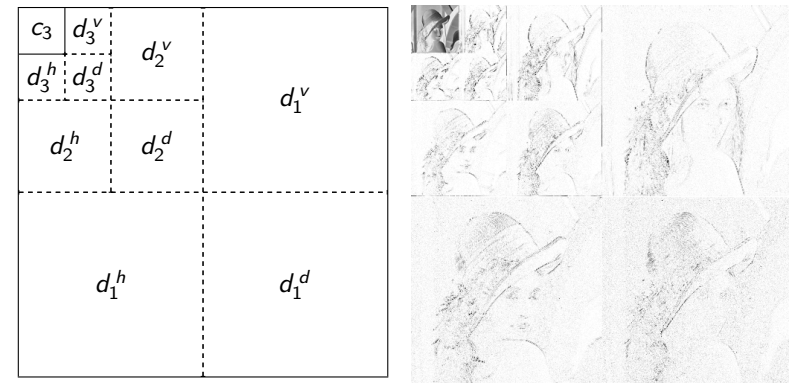 c₃ d₃ᵛ
d₂ᵛ
d₃ʰ d₃ᵈ
d₁ᵛ
d₂ʰ d₂ᵈ
d₁ʰ d₁ᵈ